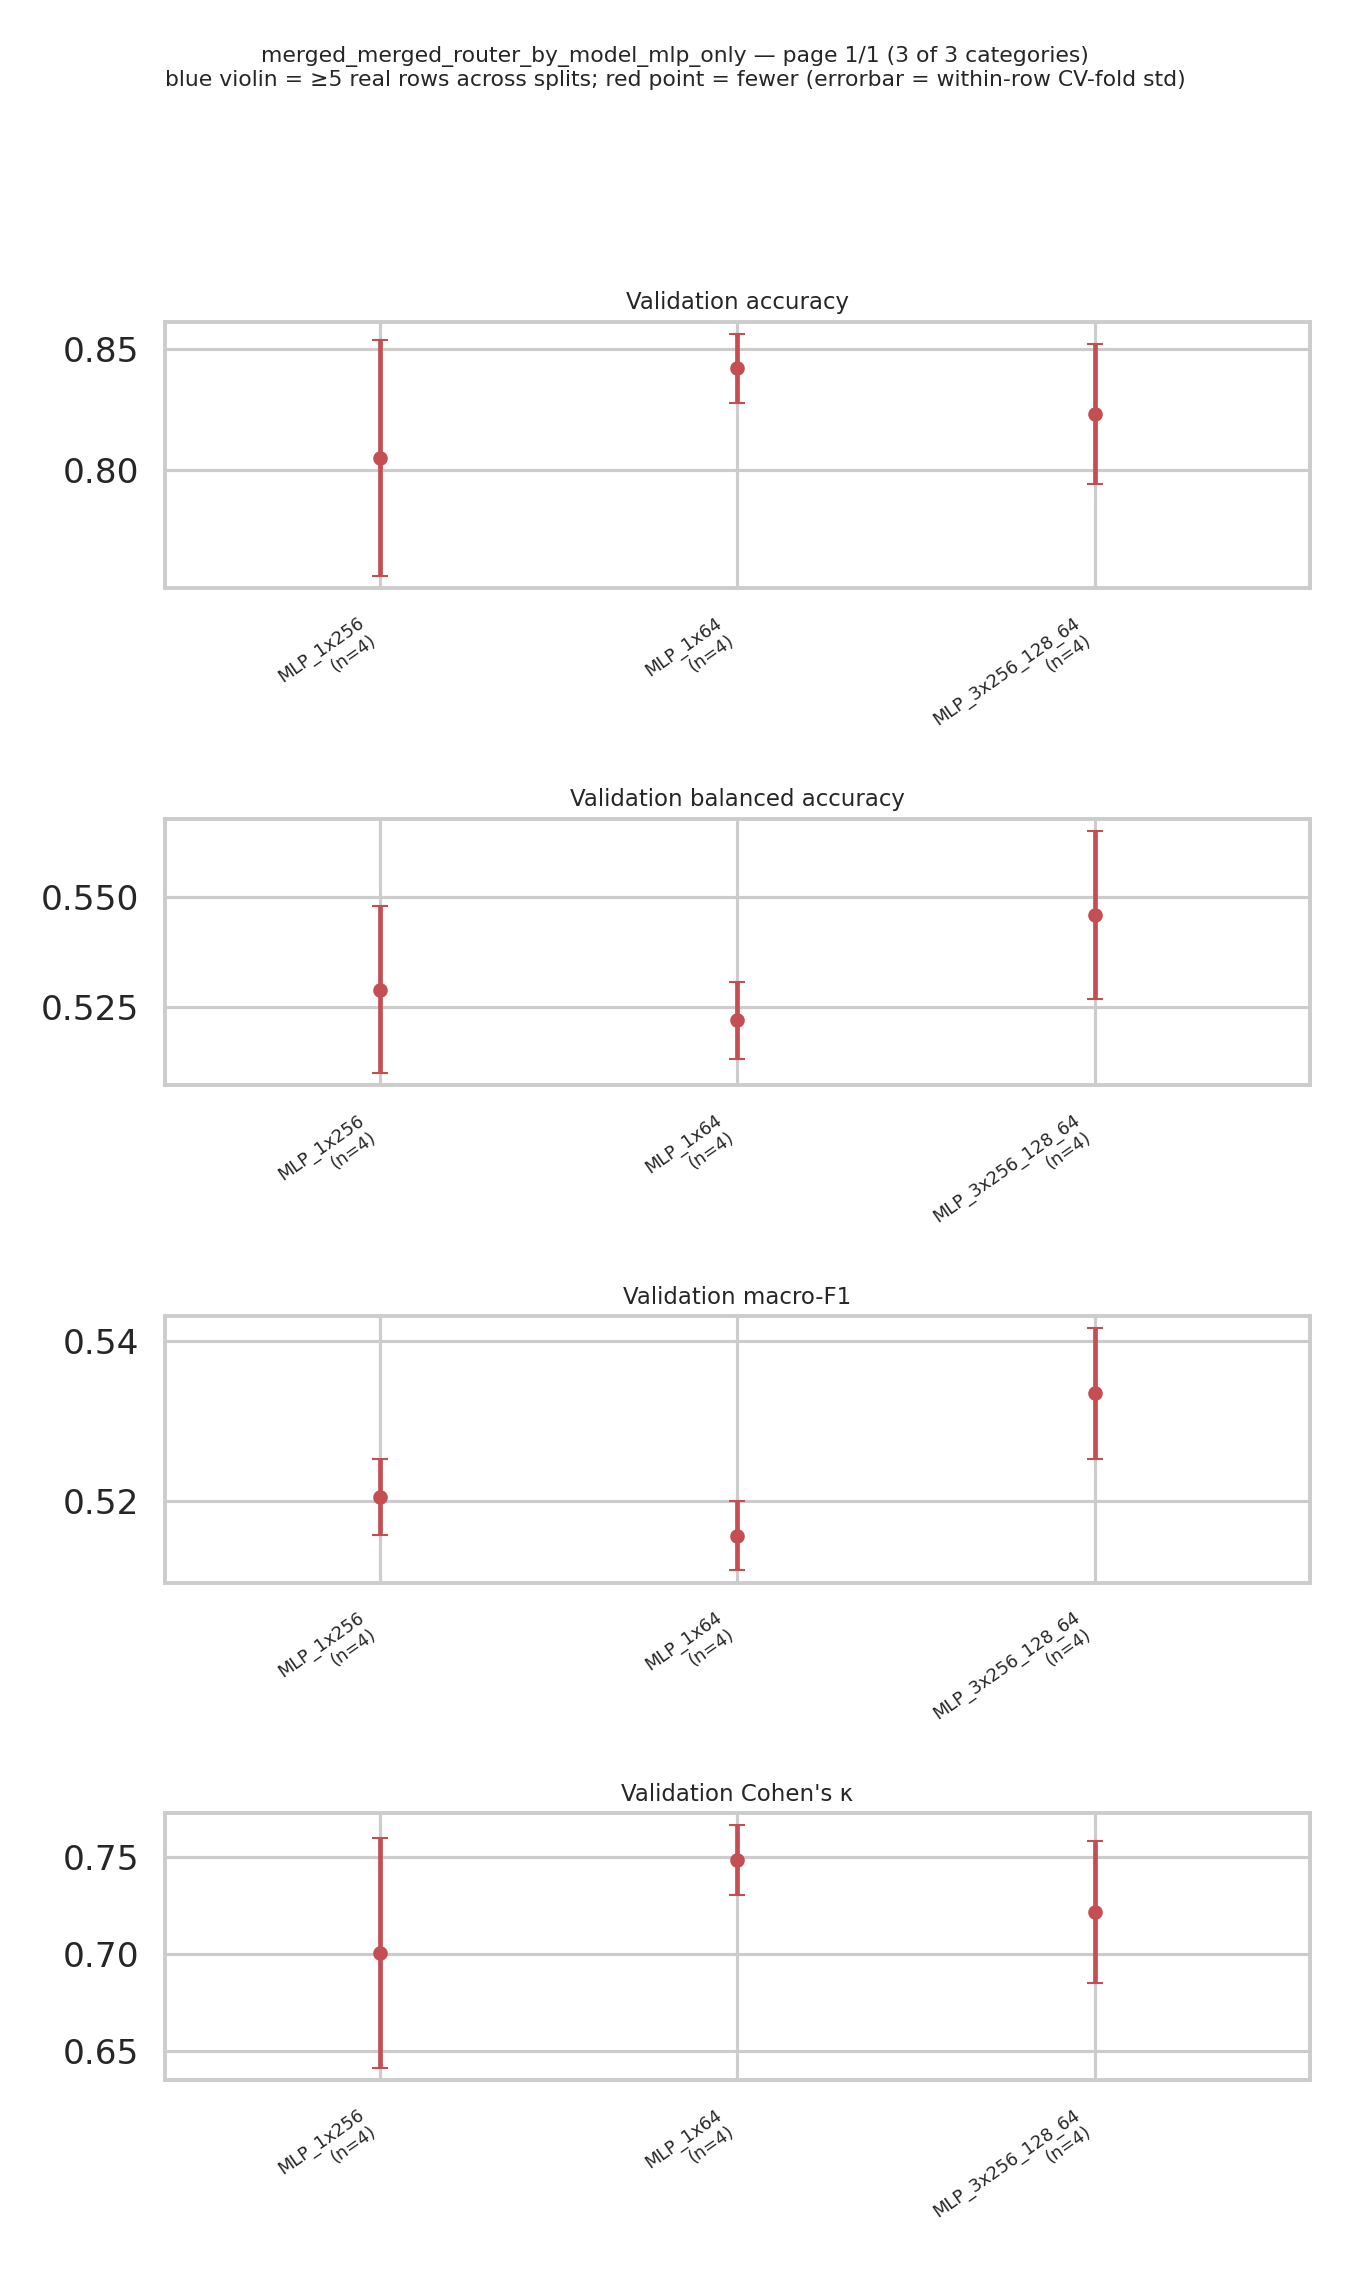 merged_merged_router_by_model_mlp_only — page 1/1 (3 of 3 categories)
blue violin = ≥5 real rows across splits; red point = fewer (errorbar = within-row CV-fold std)
Validation accuracy
0.85
0.80
MLP_1x256
(n=4)
MLP_1x64
(n=4)
MLP_3x256_128_64
(n=4)
Validation balanced accuracy
0.550
0.525
MLP_1x256
(n=4)
MLP_1x64
(n=4)
MLP_3x256_128_64
(n=4)
Validation macro-F1
0.54
0.52
MLP_1x256
(n=4)
MLP_1x64
(n=4)
MLP_3x256_128_64
(n=4)
Validation Cohen's κ
0.75
0.70
0.65
MLP_1x256
(n=4)
MLP_1x64
(n=4)
MLP_3x256_128_64
(n=4)